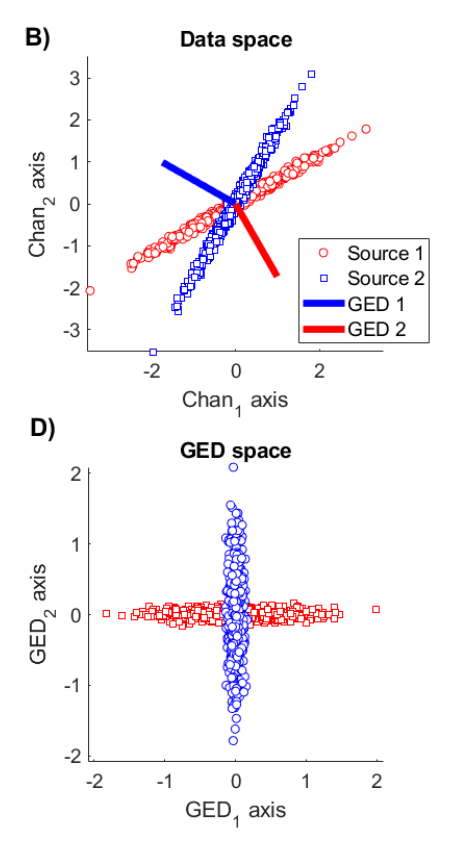 B)
Data space
3
2
1
0
-1
-2
-3
Chan2 axis
-2
0
2
Chan1 axis
Source 1
Source 2
GED 1
GED 2
D)
GED space
2
1
0
-1
-2
GED2 axis
-2
-1
0
1
2
GED1 axis